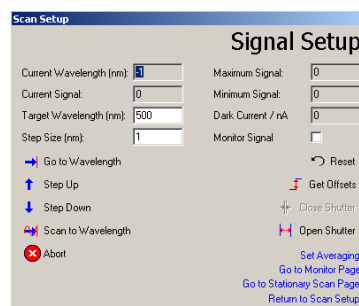 Scan Setup
Signal Setup
Current Wavelength (nm): -1 Maximum Signal: 0
Current Signal: 0 Minimum Signal: 0
Target Wavelength (nm): 500 Dark Current / nA 0
Step Size (nm): 1 Monitor Signal
Go to Wavelength Reset
Step Up Get Offsets
Step Down Close Shutter
Scan to Wavelength Open Shutter
Abort Set Averaging
Go to Monitor Page
Go to Stationary Scan Page
Return to Scan Setup